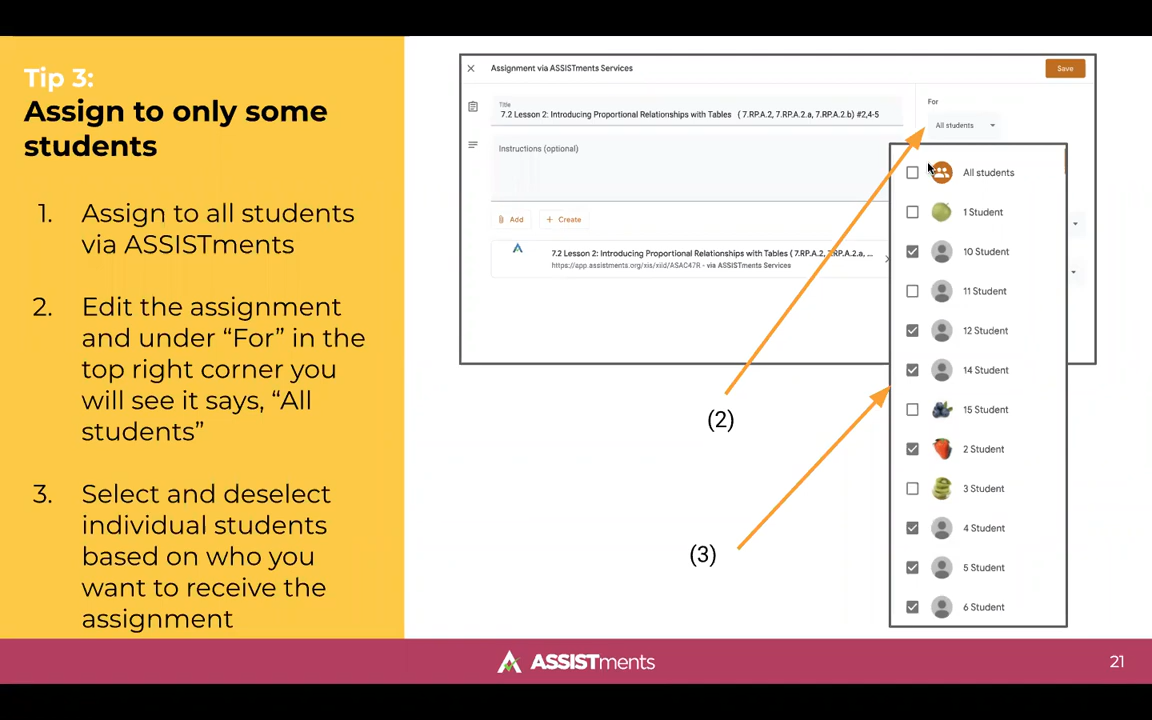 Tip 3:
Assign to only some
students
1. Assign to all students
via ASSISTments
2. Edit the assignment
and under “For” in the
top right corner you
will see it says, “All
students”
3. Select and deselect
individual students
based on who you
want to receive the
assignment
Assignment via ASSISTments Services
Save
Title
7.2 Lesson 2: Introducing Proportional Relationships with Tables ( 7.RP.A.2, 7.RP.A.2.a, 7.RP.A.2.b) #2,4-5
Instructions (optional)
Add
Create
7.2 Lesson 2: Introducing Proportional Relationships with Tables ( 7.RP.A.2, 7.RP.A.2.a, ...
https://app.assistments.org/xis/xiid/ASAC47R - via ASSISTments Services
For
All students
All students
1 Student
10 Student
11 Student
12 Student
14 Student
15 Student
2 Student
3 Student
4 Student
5 Student
6 Student
(2)
(3)
ASSISTments
21